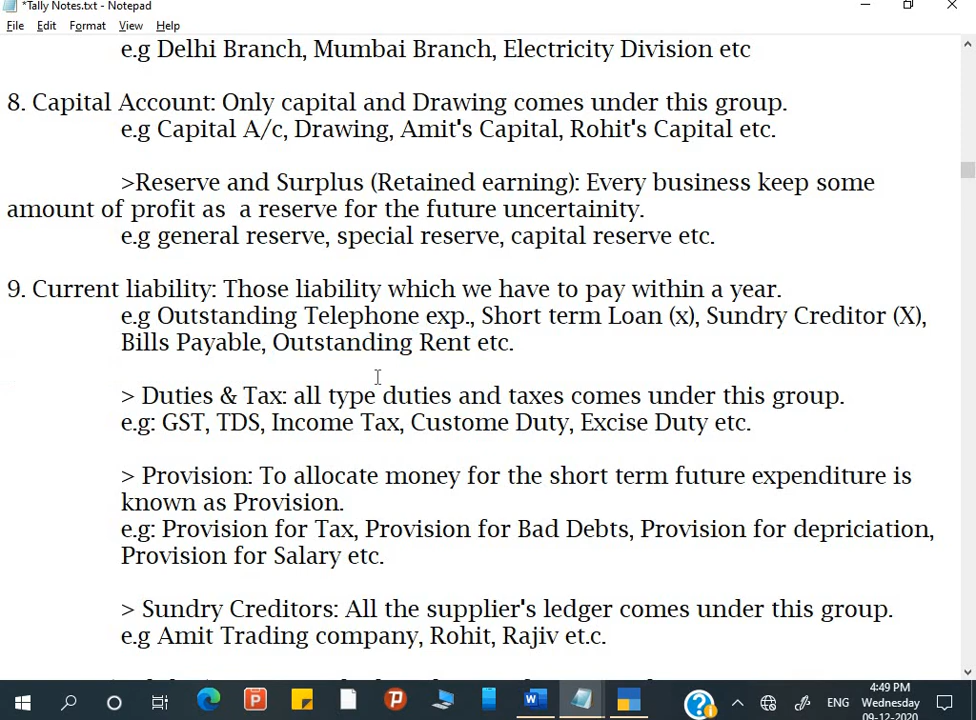 *Tally Notes.txt - Notepad
File Edit Format View Help
e.g Delhi Branch, Mumbai Branch, Electricity Division etc
8. Capital Account: Only capital and Drawing comes under this group.
e.g Capital A/c, Drawing, Amit's Capital, Rohit's Capital etc.
>Reserve and Surplus (Retained earning): Every business keep some
amount of profit as  a reserve for the future uncertainity.
e.g general reserve, special reserve, capital reserve etc.
9. Current liability: Those liability which we have to pay within a year.
e.g Outstanding Telephone exp., Short term Loan (x), Sundry Creditor (X),
Bills Payable, Outstanding Rent etc.
> Duties & Tax: all type duties and taxes comes under this group.
e.g: GST, TDS, Income Tax, Custome Duty, Excise Duty etc.
> Provision: To allocate money for the short term future expenditure is
known as Provision.
e.g: Provision for Tax, Provision for Bad Debts, Provision for depriciation,
Provision for Salary etc.
> Sundry Creditors: All the supplier's ledger comes under this group.
e.g Amit Trading company, Rohit, Rajiv et.c.
4:49 PM
ENG Wednesday
09-12-2020